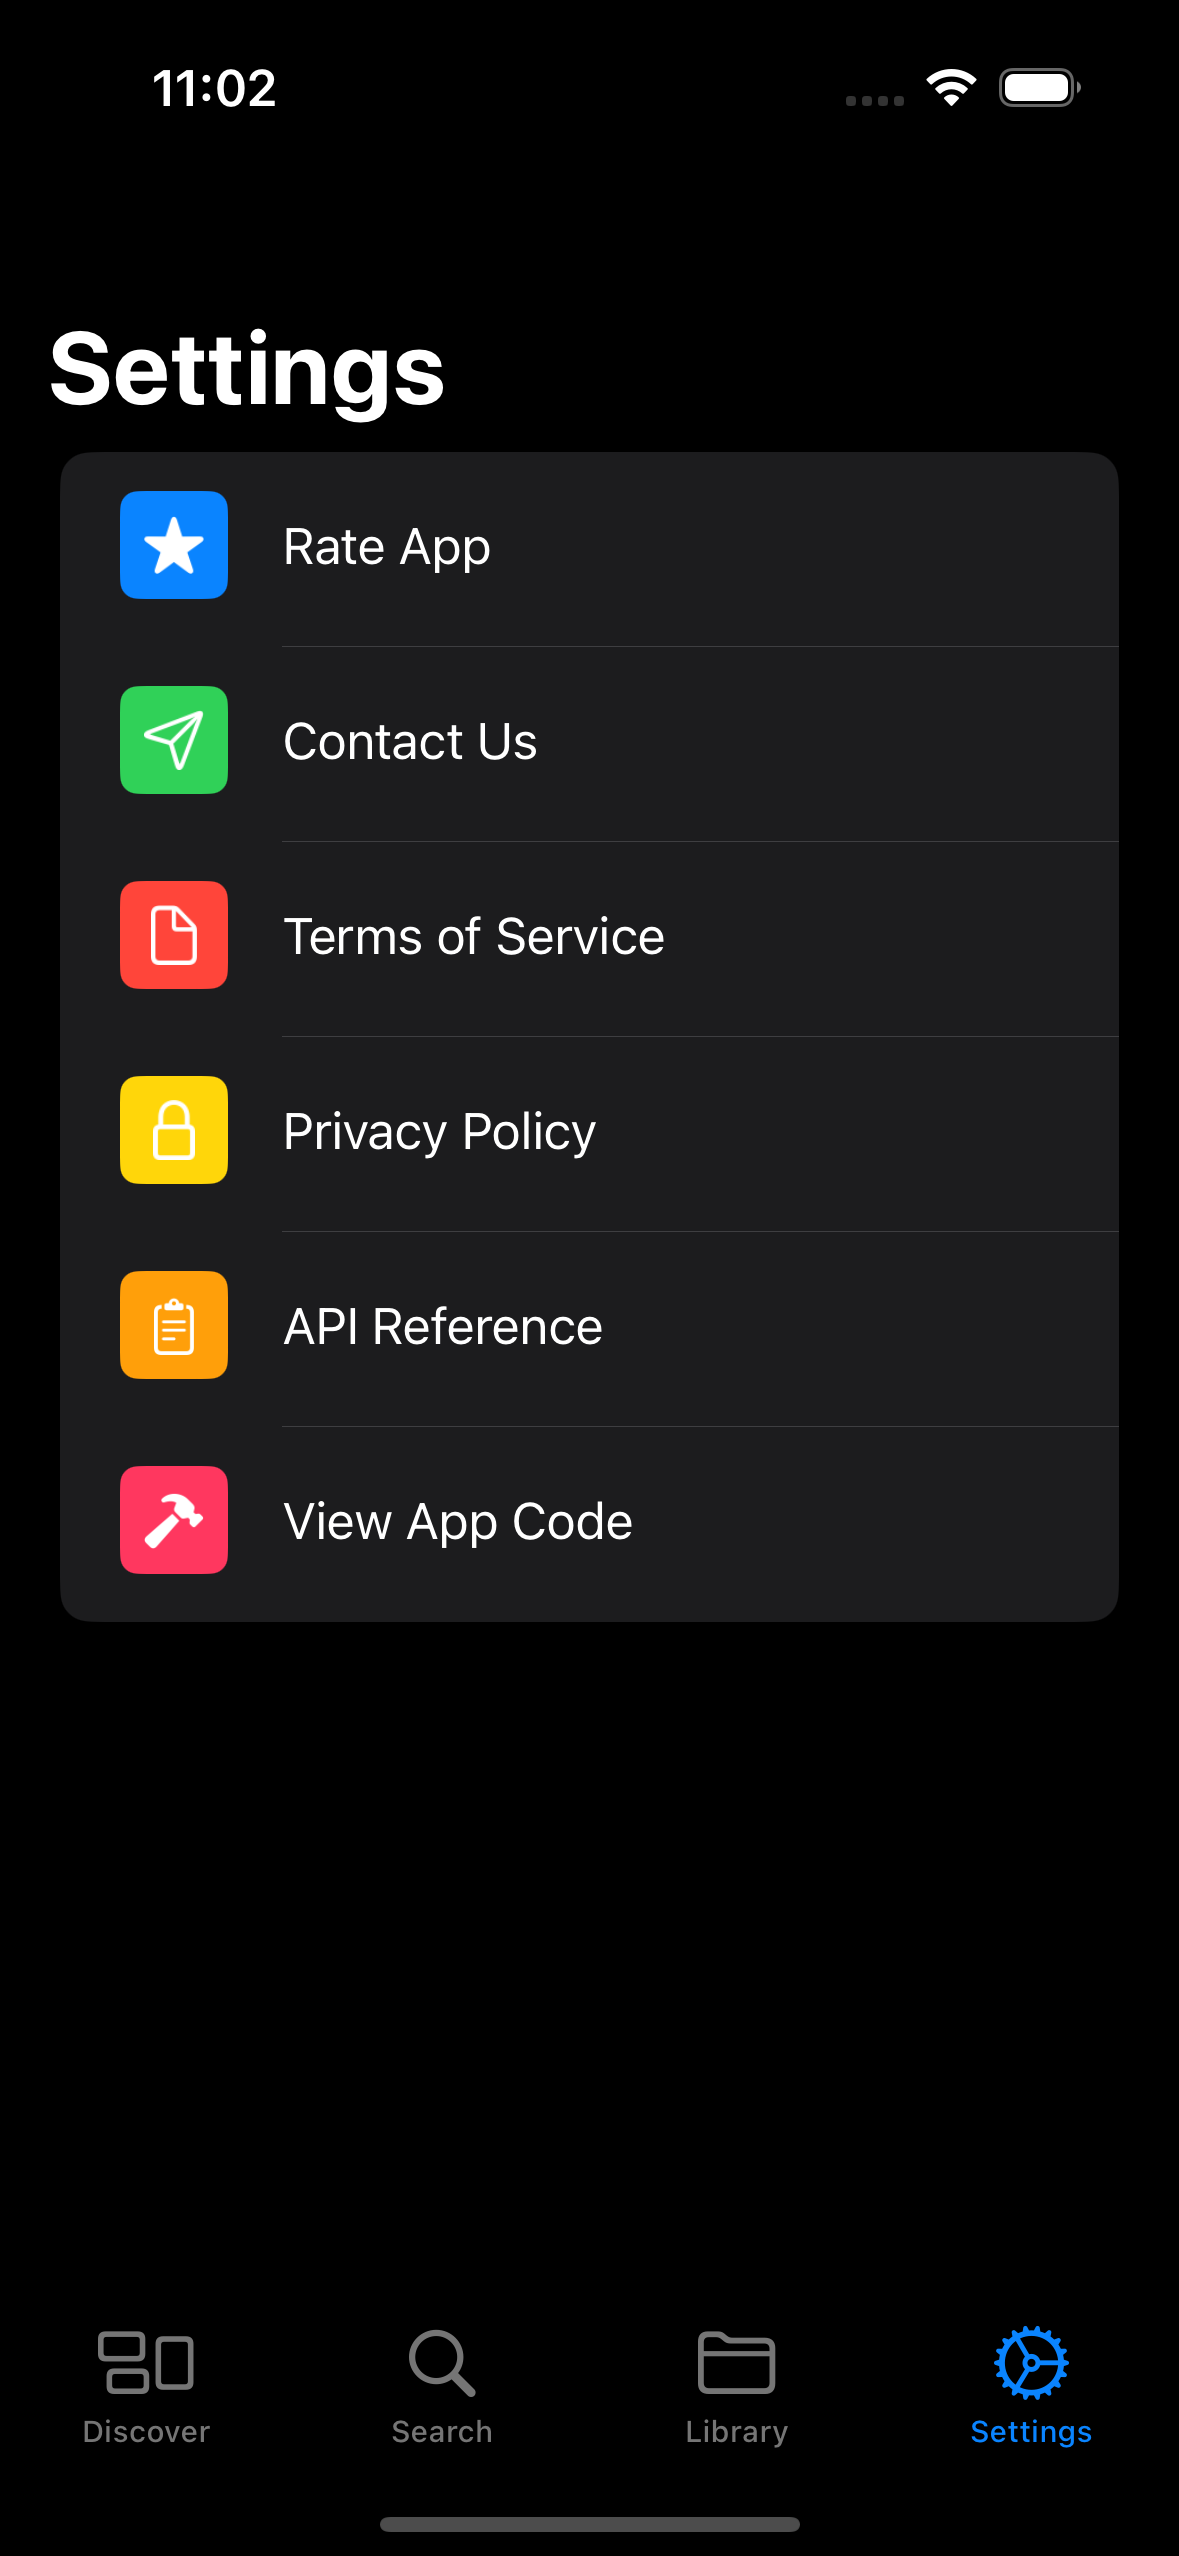 11:02
Settings
Rate App
Contact Us
Terms of Service
Privacy Policy
API Reference
View App Code
Discover
Search
Library
Settings